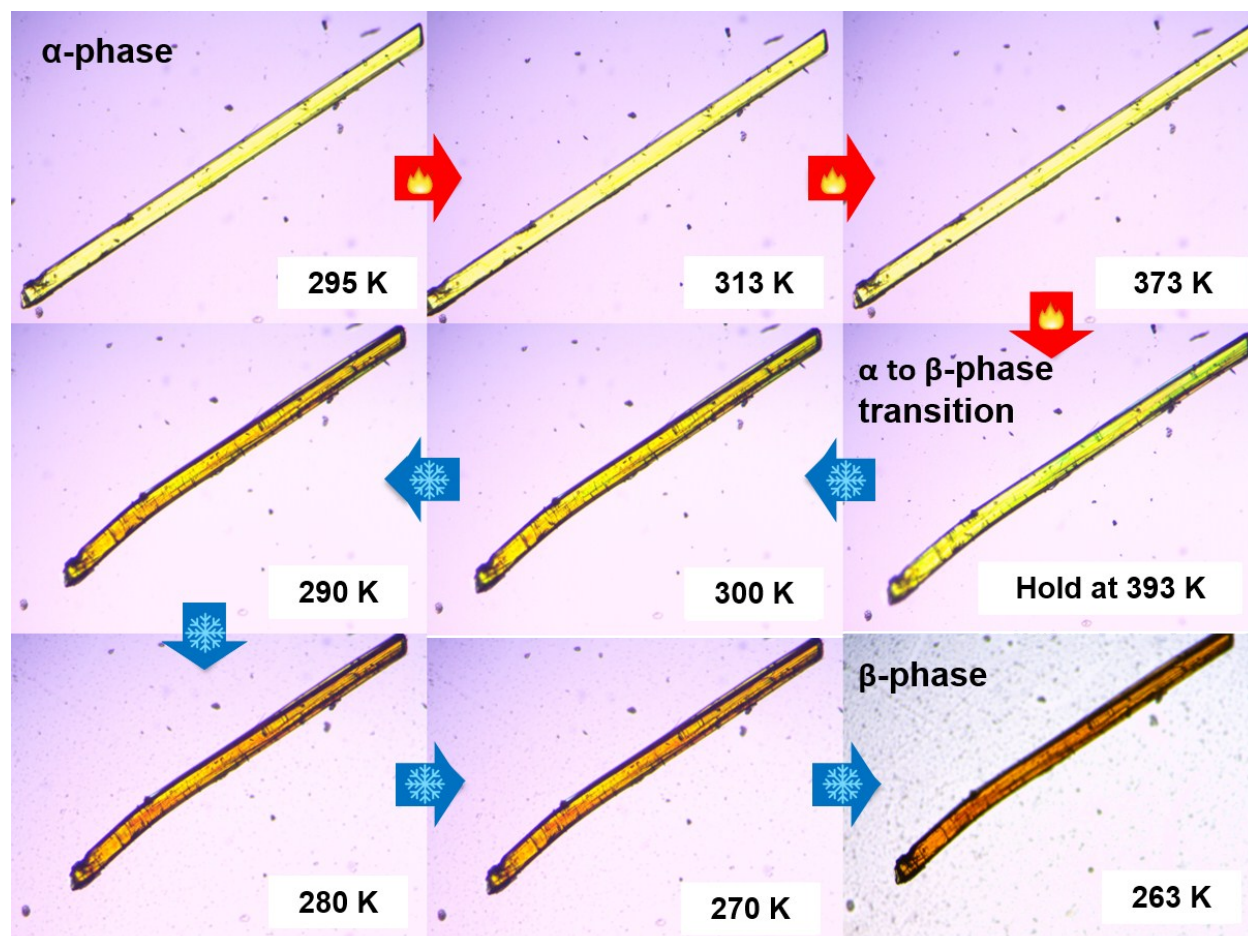 α-phase
295 K
313 K
373 K
α to β-phase
transition
Hold at 393 K
300 K
290 K
280 K
270 K
β-phase
263 K